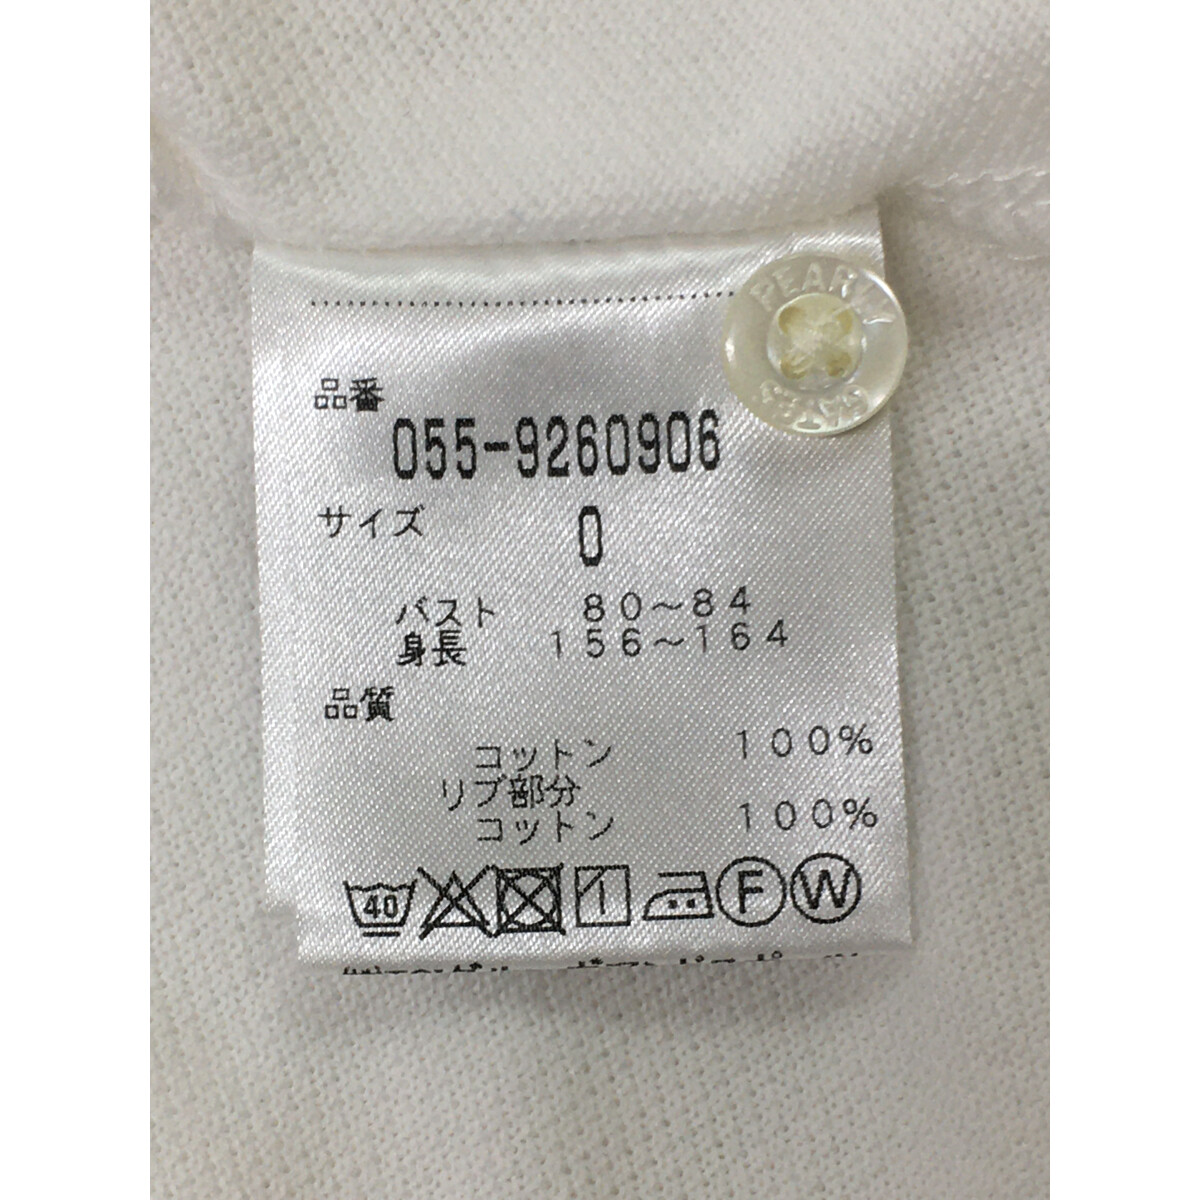 PEARLY
GATES
品番
055-9260906
サイズ 0
バスト 80~84
身長 156~164
品質
コットン 100%
リブ部分
コットン 100%
40 F W